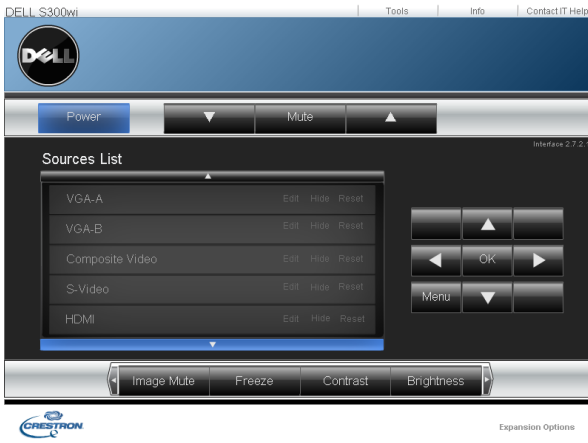 DELL S300wi
Tools
Info
Contact IT Help
DELL
Power
Mute
Interface 2.7.2.1
Sources List
VGA-A Edit Hide Reset
VGA-B Edit Hide Reset
Composite Video Edit Hide Reset
S-Video Edit Hide Reset
HDMI Edit Hide Reset
OK
Menu
Image Mute
Freeze
Contrast
Brightness
CRESTRON
Expansion Options